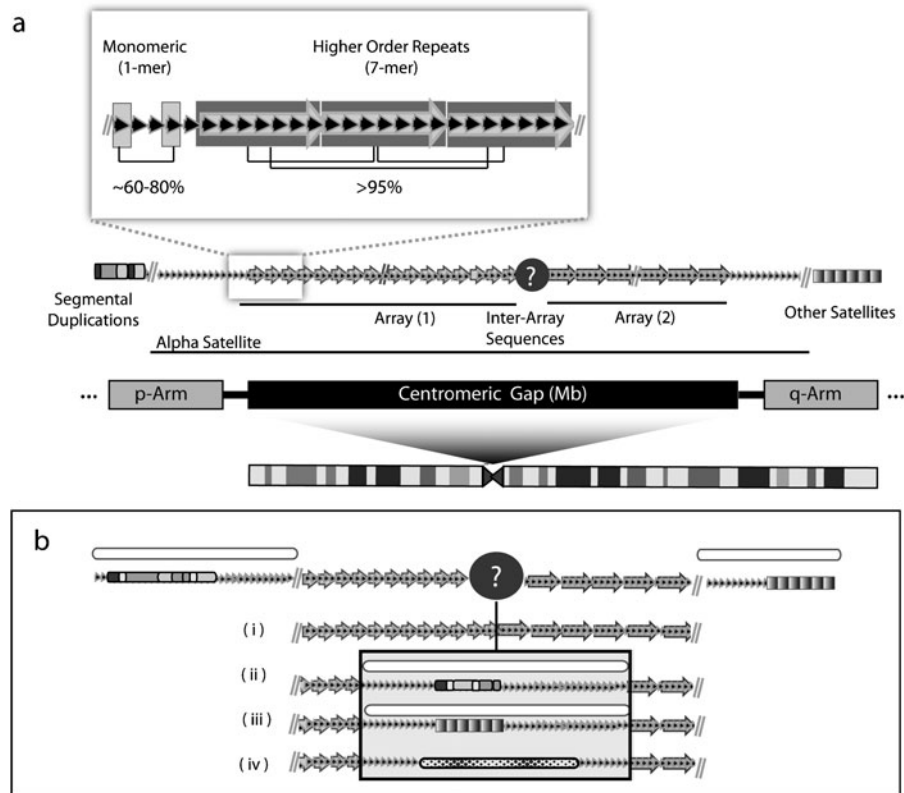 a
Monomeric
(1-mer)
Higher Order Repeats
(7-mer)
~60-80%
>95%
?
Segmental
Duplications
Array (1)
Inter-Array
Sequences
Array (2)
Other Satellites
Alpha Satellite
... p-Arm
Centromeric Gap (Mb)
q-Arm ...
b
?
(i)
(ii)
(iii)
(iv)